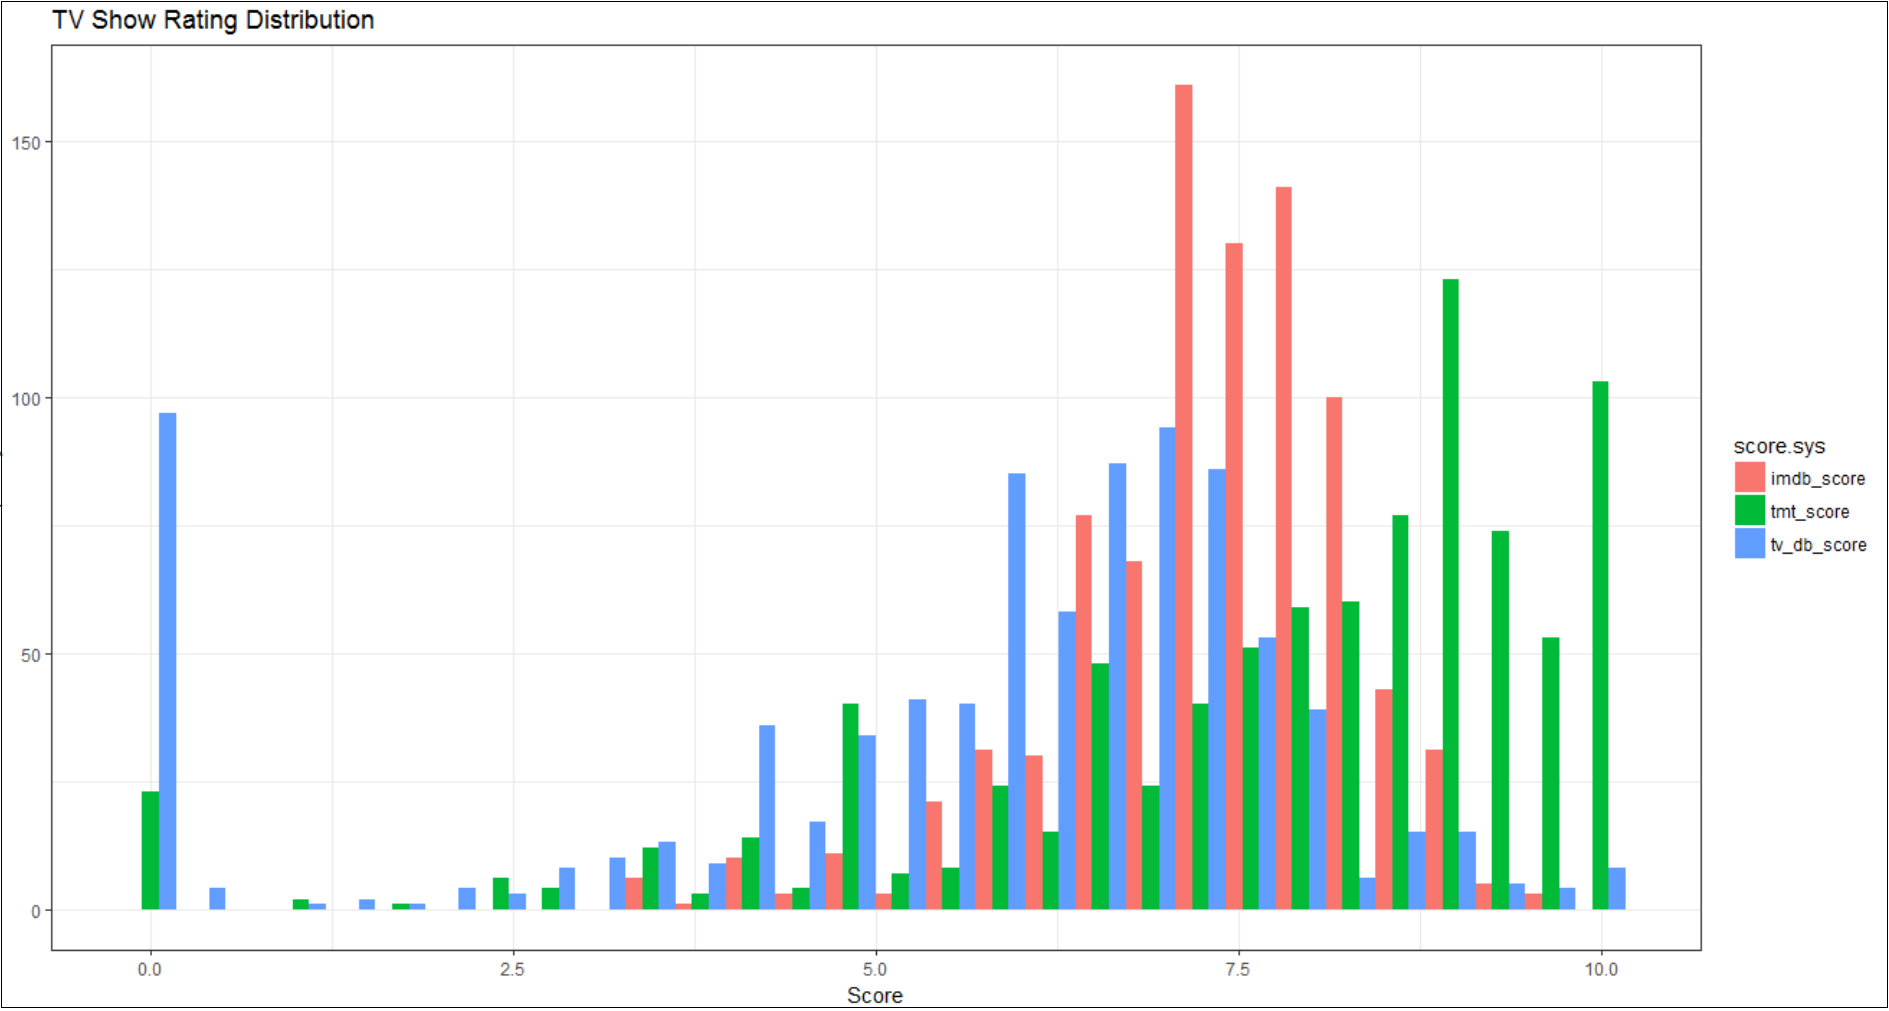 TV Show Rating Distribution
150
100
50
0
0.0 2.5 5.0 7.5 10.0
Score
score.sys
imdb_score
tmt_score
tv_db_score